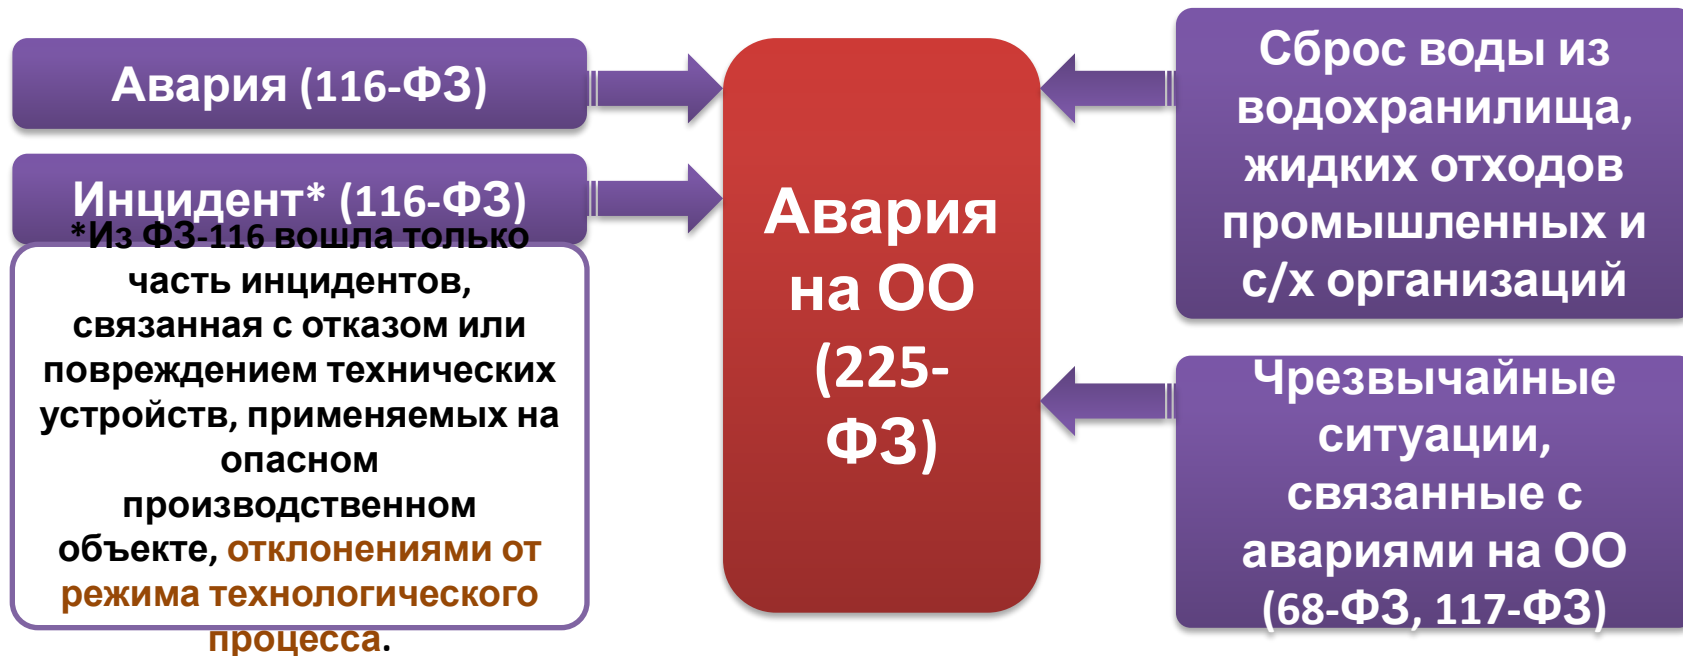 Авария (116-ФЗ)
Инцидент* (116-ФЗ)
*Из ФЗ-116 вошла только
часть инцидентов,
связанная с отказом или
повреждением технических
устройств, применяемых на
опасном
производственном
объекте, отклонениями от
режима технологического
процесса.
Авария
на ОО
(225-
ФЗ)
Сброс воды из
водохранилища,
жидких отходов
промышленных и
с/х организаций
Чрезвычайные
ситуации,
связанные с
авариями на ОО
(68-ФЗ, 117-ФЗ)